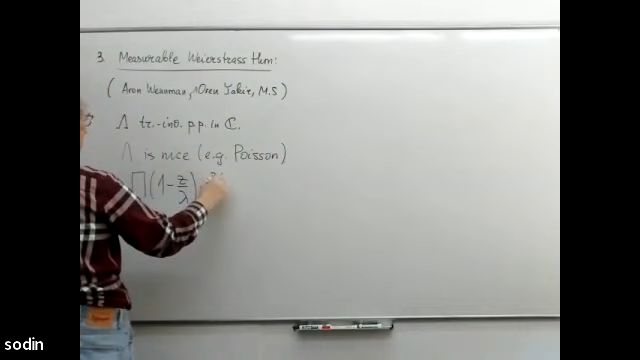 3. Measurable Weierstrass thm:
(Aron Wennman, Oren Yakir, M.S)
Λ tr.-inv. p.p. in ℂ.
Λ is nice (e.g. Poisson)
∏(1-z/λ)
sodin